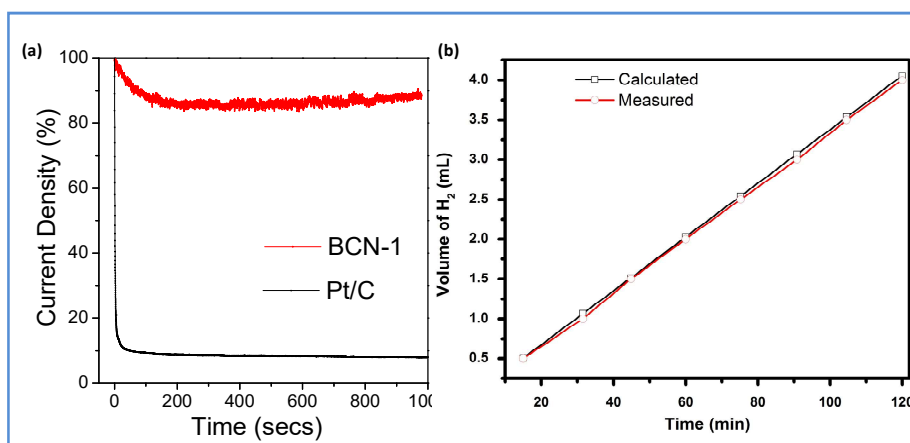 (a)
100
80
60
40
20
0
Current Density (%)
BCN-1
Pt/C
0 200 400 600 800 100
Time (secs)
(b)
Calculated
Measured
4.0
3.5
3.0
2.5
2.0
1.5
1.0
0.5
Volume of H2 (mL)
20 40 60 80 100 120
Time (min)